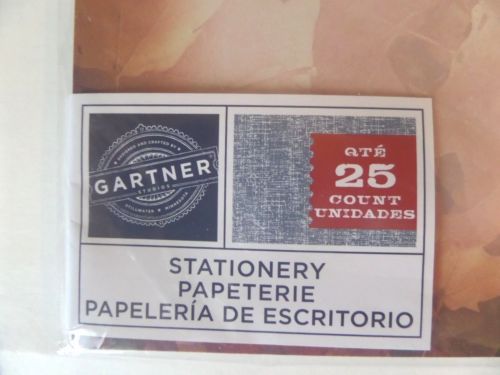 DESIGNED AND CRAFTED BY
GARTNER
STUDIOS
STILLWATER • MINNESOTA
QTÉ
25
COUNT
UNIDADES
STATIONERY
PAPETERIE
PAPELERÍA DE ESCRITORIO